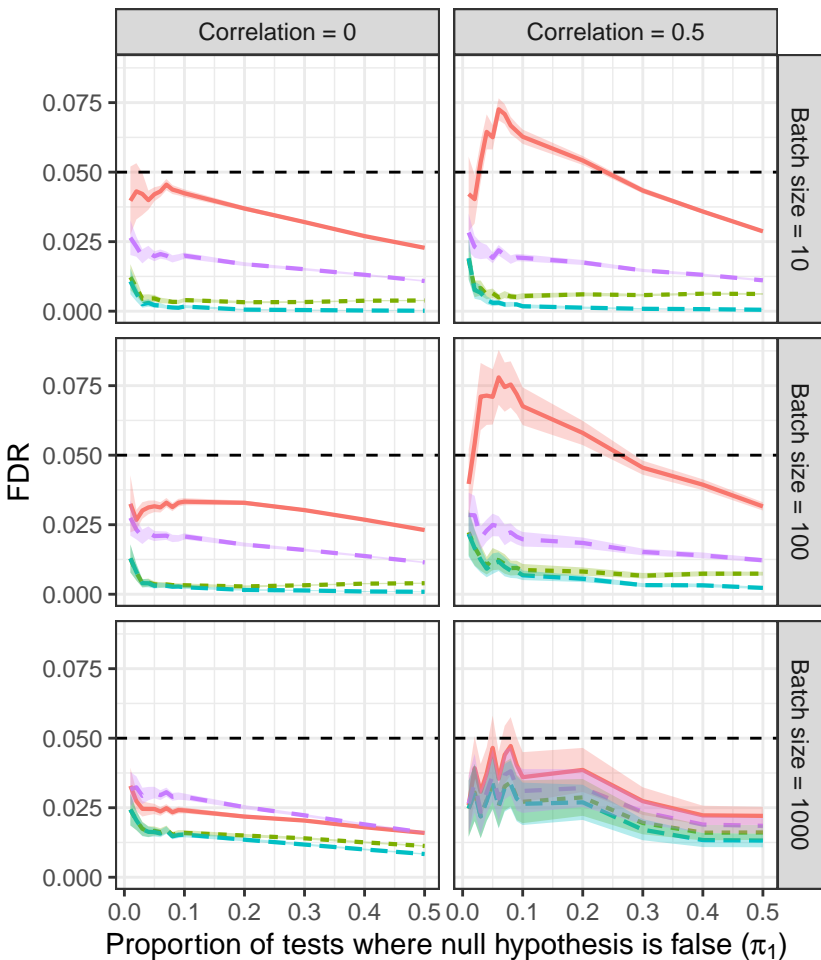 Correlation = 0
Correlation = 0.5
0.075
0.050
0.025
0.000
Batch size = 10
0.075
0.050
0.025
0.000
Batch size = 100
0.075
0.050
0.025
0.000
Batch size = 1000
FDR
0.0 0.1 0.2 0.3 0.4 0.5
0.0 0.1 0.2 0.3 0.4 0.5
Proportion of tests where null hypothesis is false (π₁)